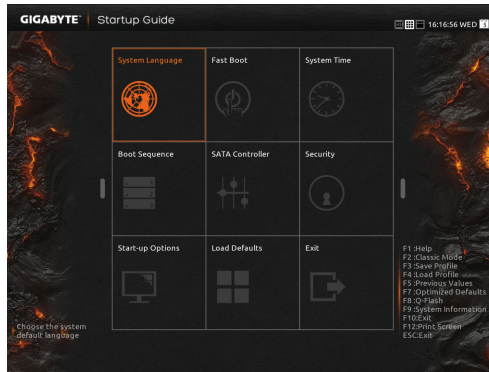 GIGABYTE™ Startup Guide
16:16:56 WED
System Language
Fast Boot
System Time
Boot Sequence
SATA Controller
Security
Start-up Options
Load Defaults
Exit
F1 :Help
F2 :Classic Mode
F3 :Save Profile
F4 :Load Profile
F5 :Previous Values
F7 :Optimized Defaults
F8 :Q-Flash
F9 :System Information
F10:Exit
F12:Print Screen
ESC:Exit
Choose the system
default language